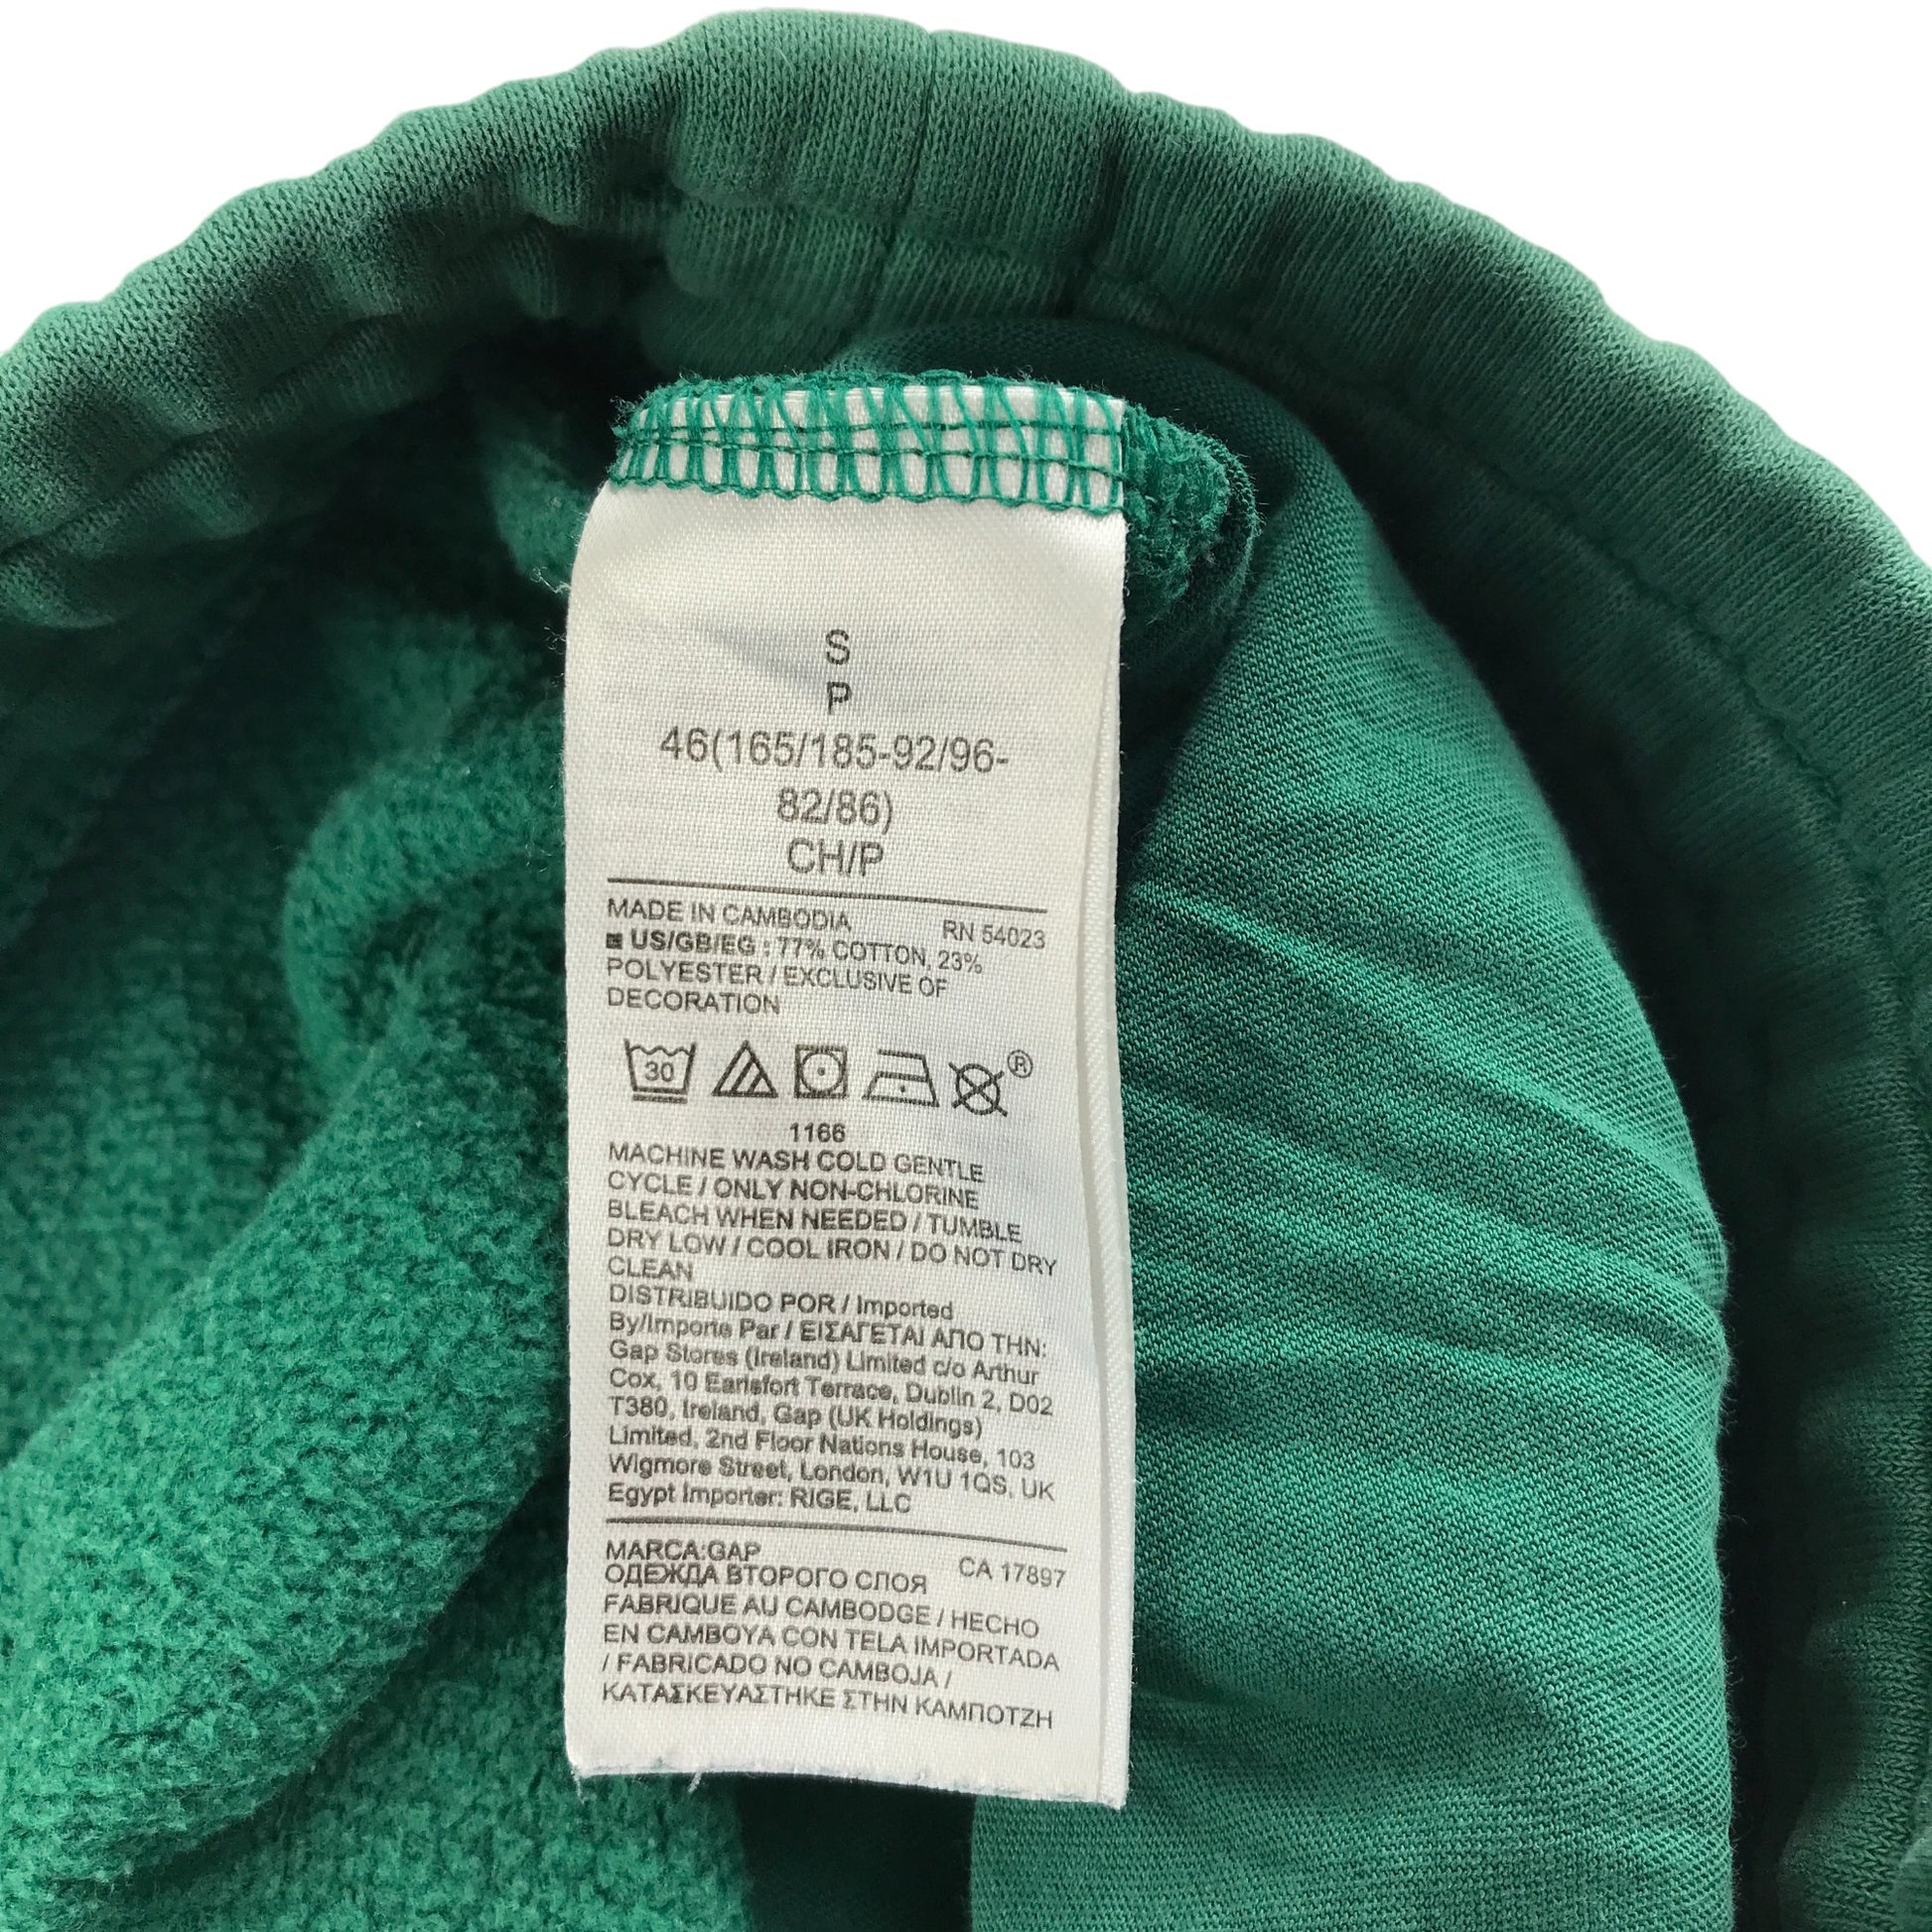 S
P
46(165/185-92/96-
82/86)
CH/P
MADE IN CAMBODIA RN 54023
US/GB/EG : 77% COTTON, 23%
POLYESTER / EXCLUSIVE OF
DECORATION
30 ®
1166
MACHINE WASH COLD GENTLE
CYCLE / ONLY NON-CHLORINE
BLEACH WHEN NEEDED / TUMBLE
DRY LOW / COOL IRON / DO NOT DRY
CLEAN
DISTRIBUIDO POR / Imported
By/Importe Par / ΕΙΣΑΓΕΤΑΙ ΑΠΟ ΤΗΝ:
Gap Stores (Ireland) Limited c/o Arthur
Cox, 10 Earlsfort Terrace, Dublin 2, D02
T380, Ireland, Gap (UK Holdings)
Limited, 2nd Floor Nations House, 103
Wigmore Street, London, W1U 1QS, UK
Egypt Importer: RIGE, LLC
MARCA:GAP CA 17897
ОДЕЖДА ВТОРОГО СЛОЯ
FABRIQUE AU CAMBODGE / HECHO
EN CAMBOYA CON TELA IMPORTADA
/ FABRICADO NO CAMBOJA /
ΚΑΤΑΣΚΕΥΑΣΤΗΚΕ ΣΤΗΝ ΚΑΜΠΟΤΖΗ